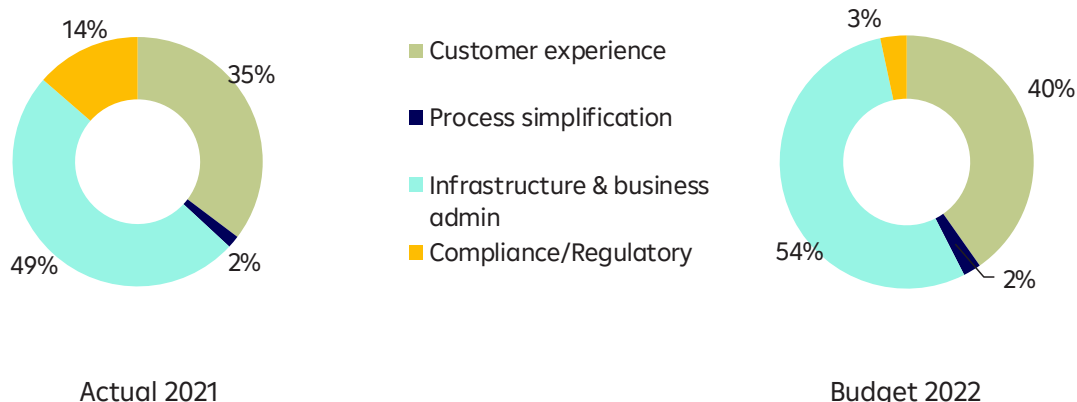 14%
35%
49%
2%
Actual 2021
Customer experience
Process simplification
Infrastructure & business
admin
Compliance/Regulatory
3%
40%
54%
2%
Budget 2022